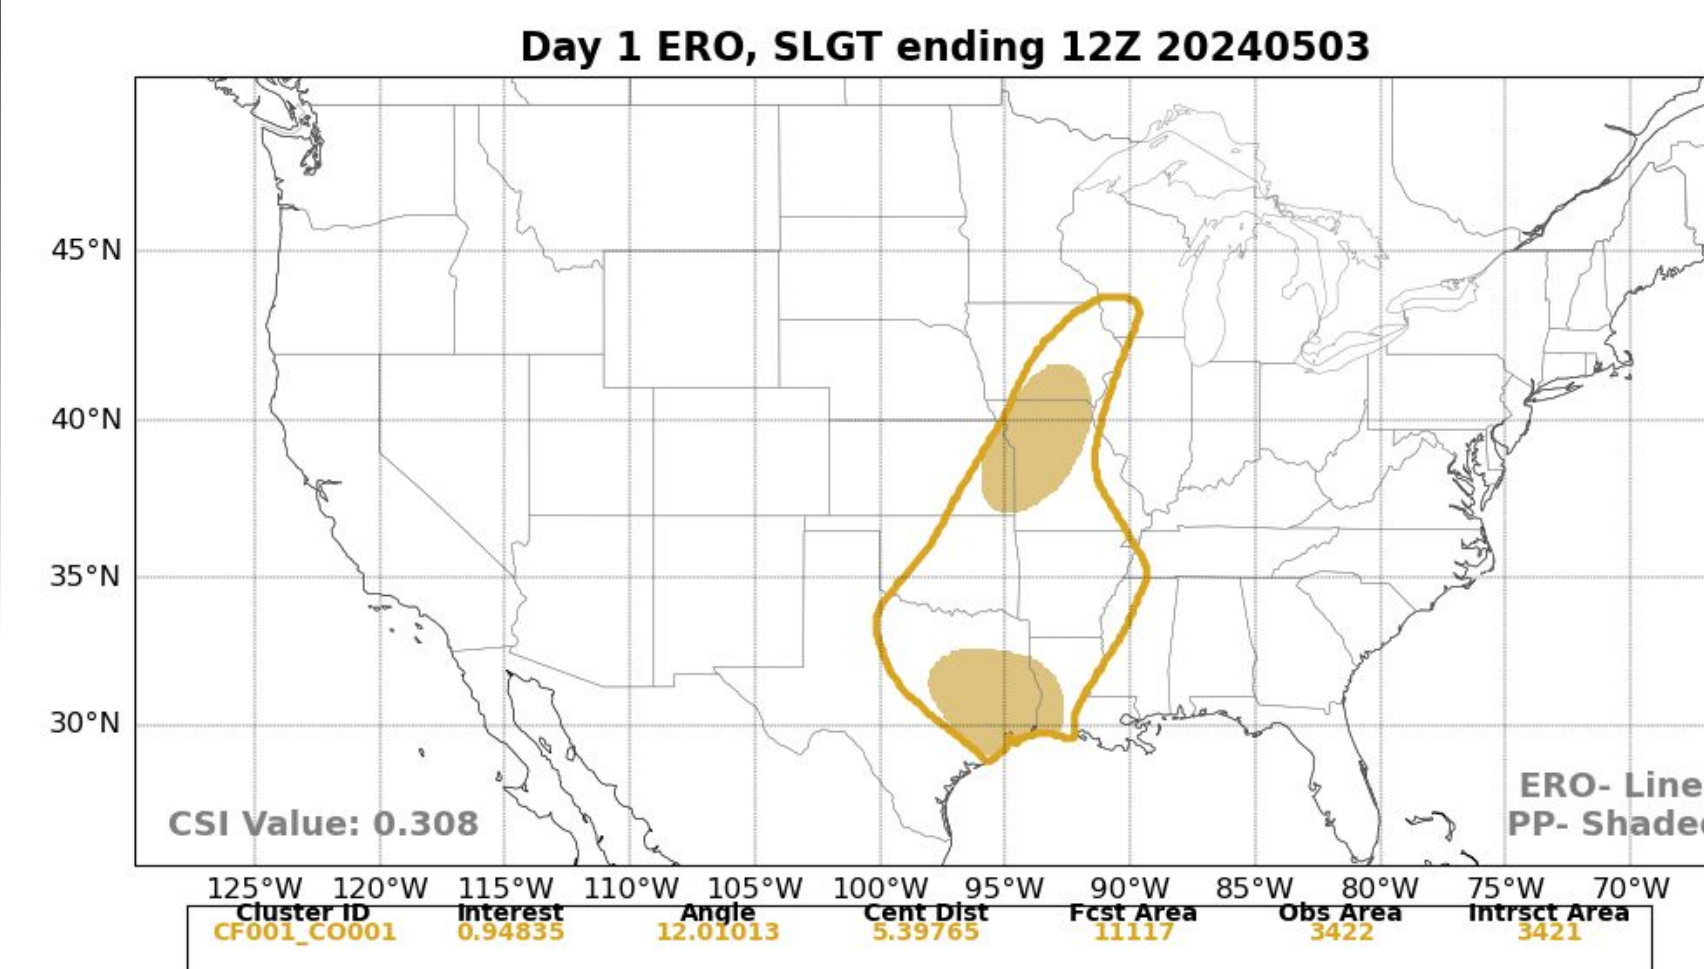 Day 1 ERO, SLGT ending 12Z 20240503
45°N
40°N
35°N
30°N
CSI Value: 0.308
ERO- Line
PP- Shaded
125°W 120°W 115°W 110°W 105°W 100°W 95°W 90°W 85°W 80°W 75°W 70°W
Cluster ID Interest Angle Cent Dist Fcst Area Obs Area Intrsct Area
CF001_CO001 0.94835 12.01013 5.39765 11117 3422 3421